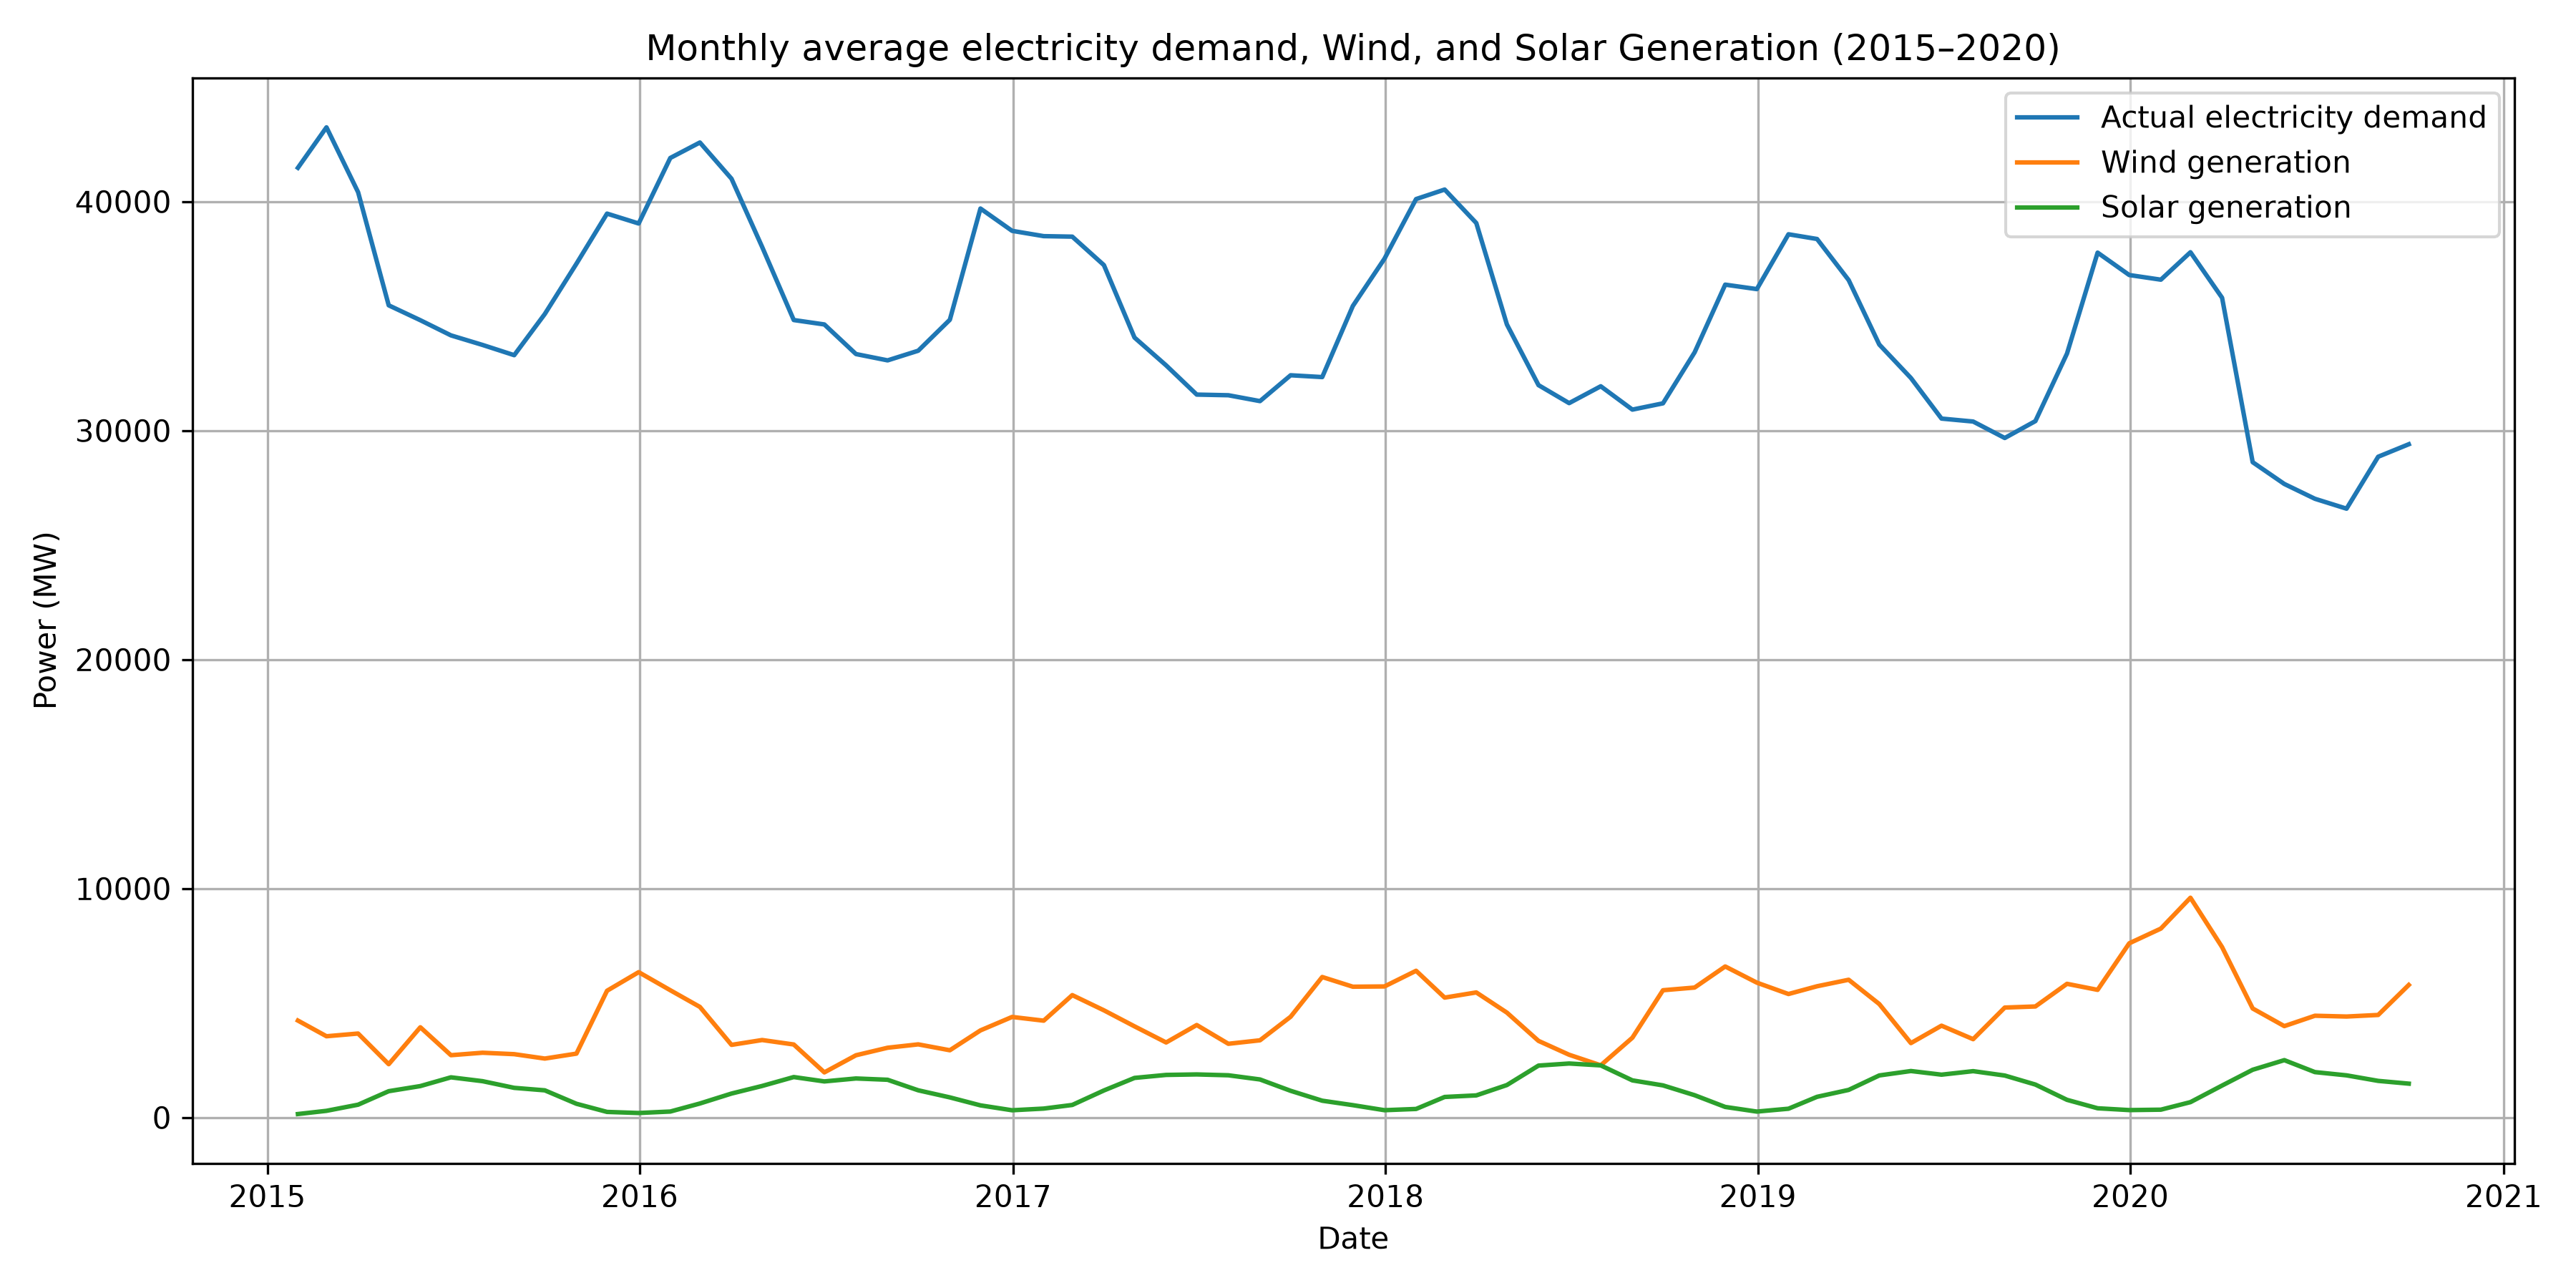 Monthly average electricity demand, Wind, and Solar Generation (2015–2020)
Actual electricity demand
Wind generation
Solar generation
40000
30000
20000
10000
0
Power (MW)
2015 2016 2017 2018 2019 2020 2021
Date